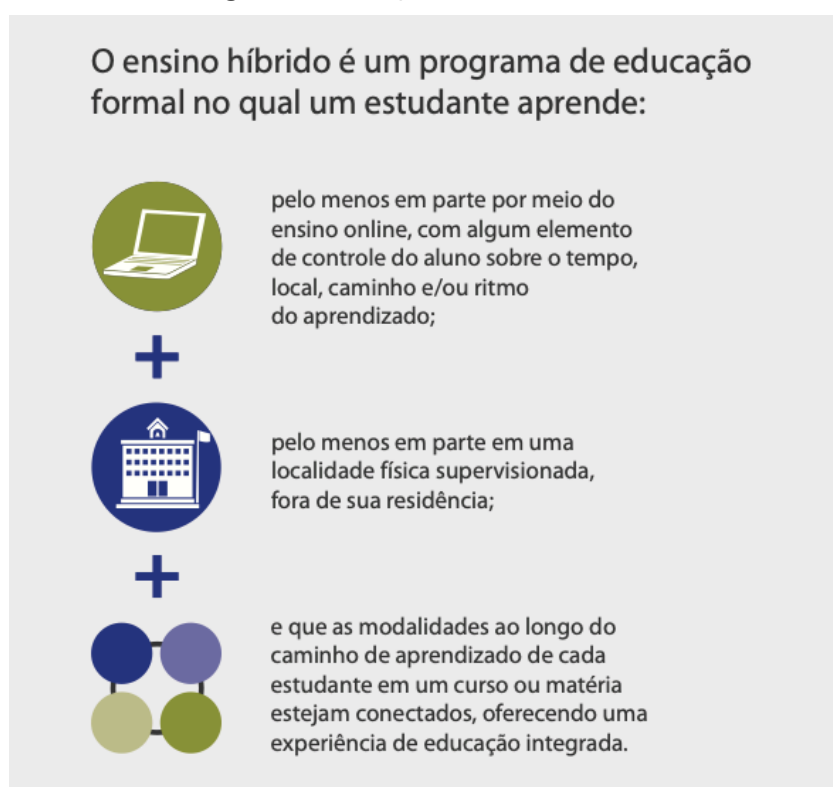 O ensino híbrido é um programa de educação
formal no qual um estudante aprende:
pelo menos em parte por meio do
ensino online, com algum elemento
de controle do aluno sobre o tempo,
local, caminho e/ou ritmo
do aprendizado;
pelo menos em parte em uma
localidade física supervisionada,
fora de sua residência;
e que as modalidades ao longo do
caminho de aprendizado de cada
estudante em um curso ou matéria
estejam conectados, oferecendo uma
experiência de educação integrada.